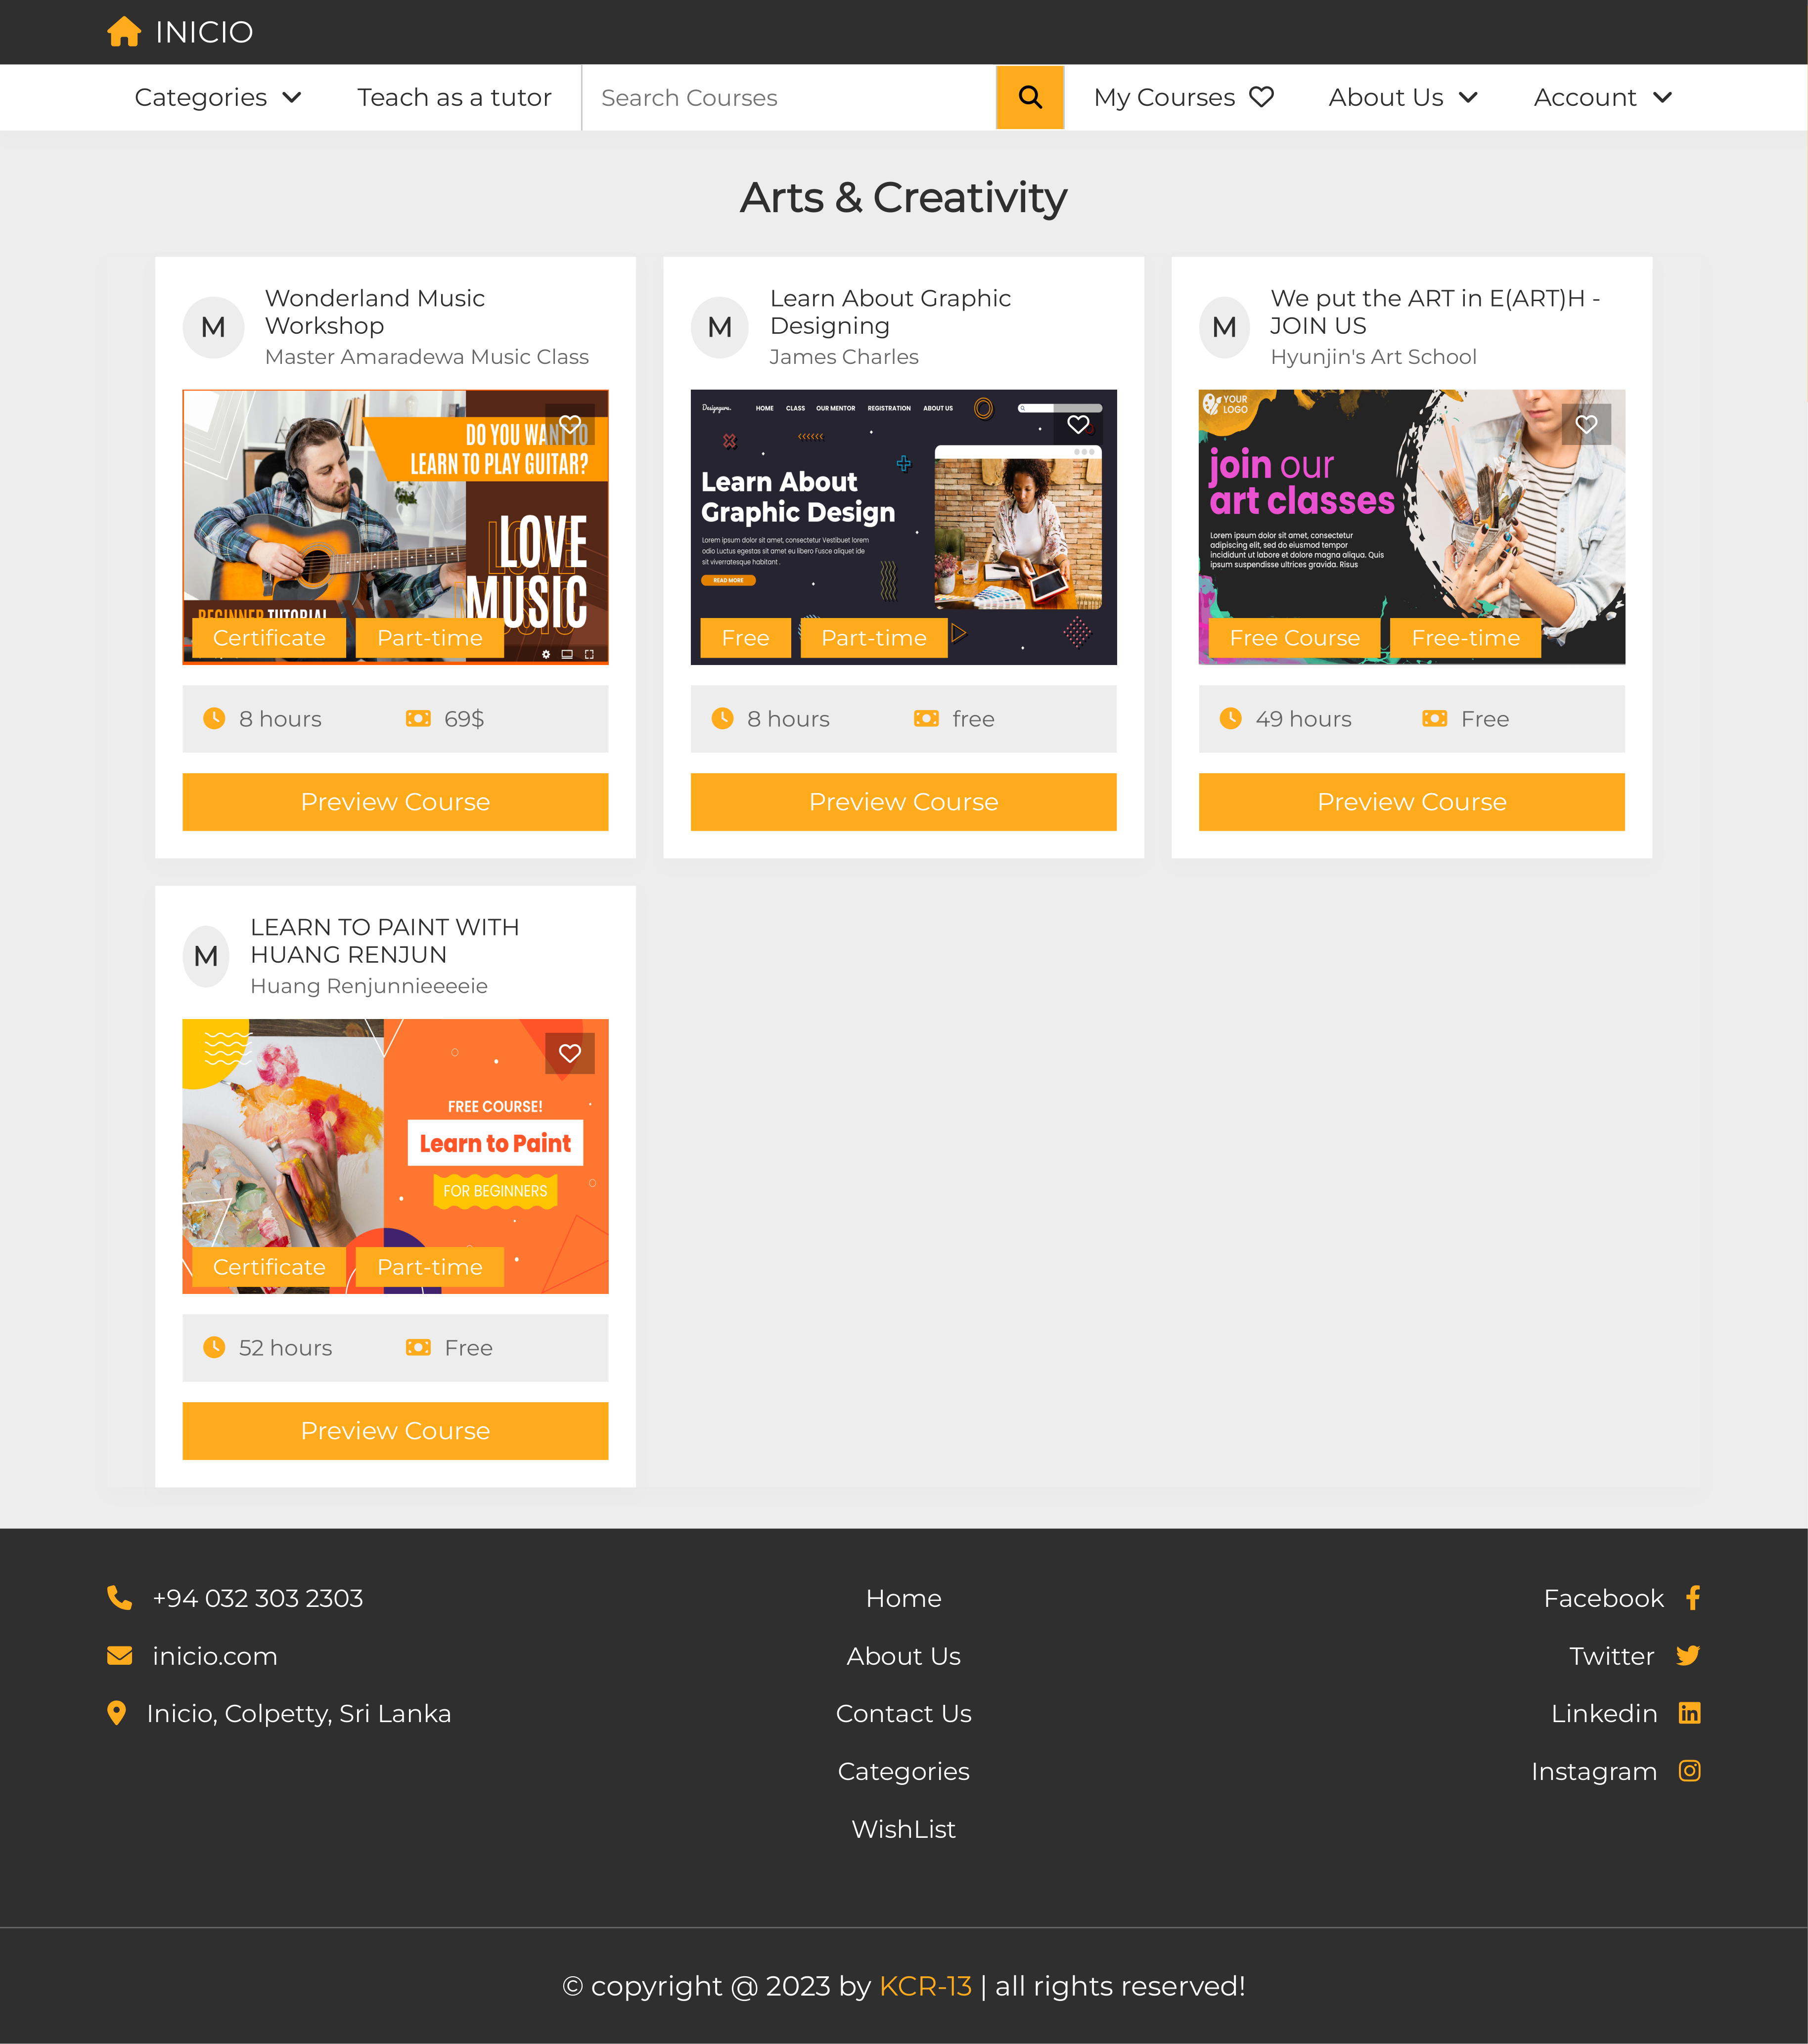 INICIO
Categories
Teach as a tutor
Search Courses
My Courses
About Us
Account
Arts & Creativity
M
Wonderland Music
Workshop
Master Amaradewa Music Class
DO YOU WANT TO
LEARN TO PLAY GUITAR?
LOVE
MUSIC
BEGINNER TUTORIAL
Certificate
Part-time
8 hours
69$
Preview Course
M
Learn About Graphic
Designing
James Charles
Designguru.
HOME
CLASS
OUR MENTOR
REGISTRATION
ABOUT US
Learn About
Graphic Design
Lorem ipsum dolor sit amet, consectetur Vestibuet lorem
odio Luctus egestas sit amet eu libero Fusce aliquet ide
sit viverratesque habitant .
READ MORE
Free
Part-time
8 hours
free
Preview Course
M
We put the ART in E(ART)H -
JOIN US
Hyunjin's Art School
YOUR
LOGO
join our
art classes
Lorem ipsum dolor sit amet, consectetur
adipiscing elit, sed do eiusmod tempor
incididunt ut labore et dolore magna aliqua. Quis
ipsum suspendisse ultrices gravida. Risus
Free Course
Free-time
49 hours
Free
Preview Course
M
LEARN TO PAINT WITH
HUANG RENJUN
Huang Renjunnieeeeie
FREE COURSE!
Learn to Paint
FOR BEGINNERS
Certificate
Part-time
52 hours
Free
Preview Course
+94 032 303 2303
inicio.com
Inicio, Colpetty, Sri Lanka
Home
About Us
Contact Us
Categories
WishList
Facebook
Twitter
Linkedin
Instagram
© copyright @ 2023 by KCR-13 | all rights reserved!